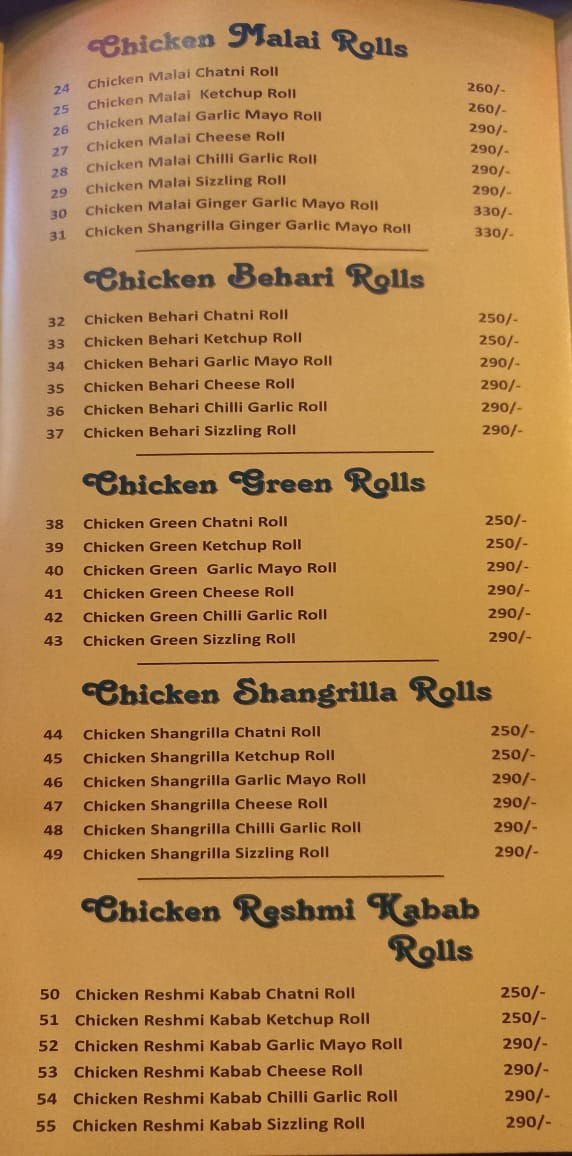 Chicken Malai Rolls
24 Chicken Malai Chatni Roll 260/-
25 Chicken Malai Ketchup Roll 260/-
26 Chicken Malai Garlic Mayo Roll 290/-
27 Chicken Malai Cheese Roll 290/-
28 Chicken Malai Chilli Garlic Roll 290/-
29 Chicken Malai Sizzling Roll 290/-
30 Chicken Malai Ginger Garlic Mayo Roll 330/-
31 Chicken Shangrilla Ginger Garlic Mayo Roll 330/-
Chicken Behari Rolls
32 Chicken Behari Chatni Roll 250/-
33 Chicken Behari Ketchup Roll 250/-
34 Chicken Behari Garlic Mayo Roll 290/-
35 Chicken Behari Cheese Roll 290/-
36 Chicken Behari Chilli Garlic Roll 290/-
37 Chicken Behari Sizzling Roll 290/-
Chicken Green Rolls
38 Chicken Green Chatni Roll 250/-
39 Chicken Green Ketchup Roll 250/-
40 Chicken Green Garlic Mayo Roll 290/-
41 Chicken Green Cheese Roll 290/-
42 Chicken Green Chilli Garlic Roll 290/-
43 Chicken Green Sizzling Roll 290/-
Chicken Shangrilla Rolls
44 Chicken Shangrilla Chatni Roll 250/-
45 Chicken Shangrilla Ketchup Roll 250/-
46 Chicken Shangrilla Garlic Mayo Roll 290/-
47 Chicken Shangrilla Cheese Roll 290/-
48 Chicken Shangrilla Chilli Garlic Roll 290/-
49 Chicken Shangrilla Sizzling Roll 290/-
Chicken Reshmi Kabab
Rolls
50 Chicken Reshmi Kabab Chatni Roll 250/-
51 Chicken Reshmi Kabab Ketchup Roll 250/-
52 Chicken Reshmi Kabab Garlic Mayo Roll 290/-
53 Chicken Reshmi Kabab Cheese Roll 290/-
54 Chicken Reshmi Kabab Chilli Garlic Roll 290/-
55 Chicken Reshmi Kabab Sizzling Roll 290/-